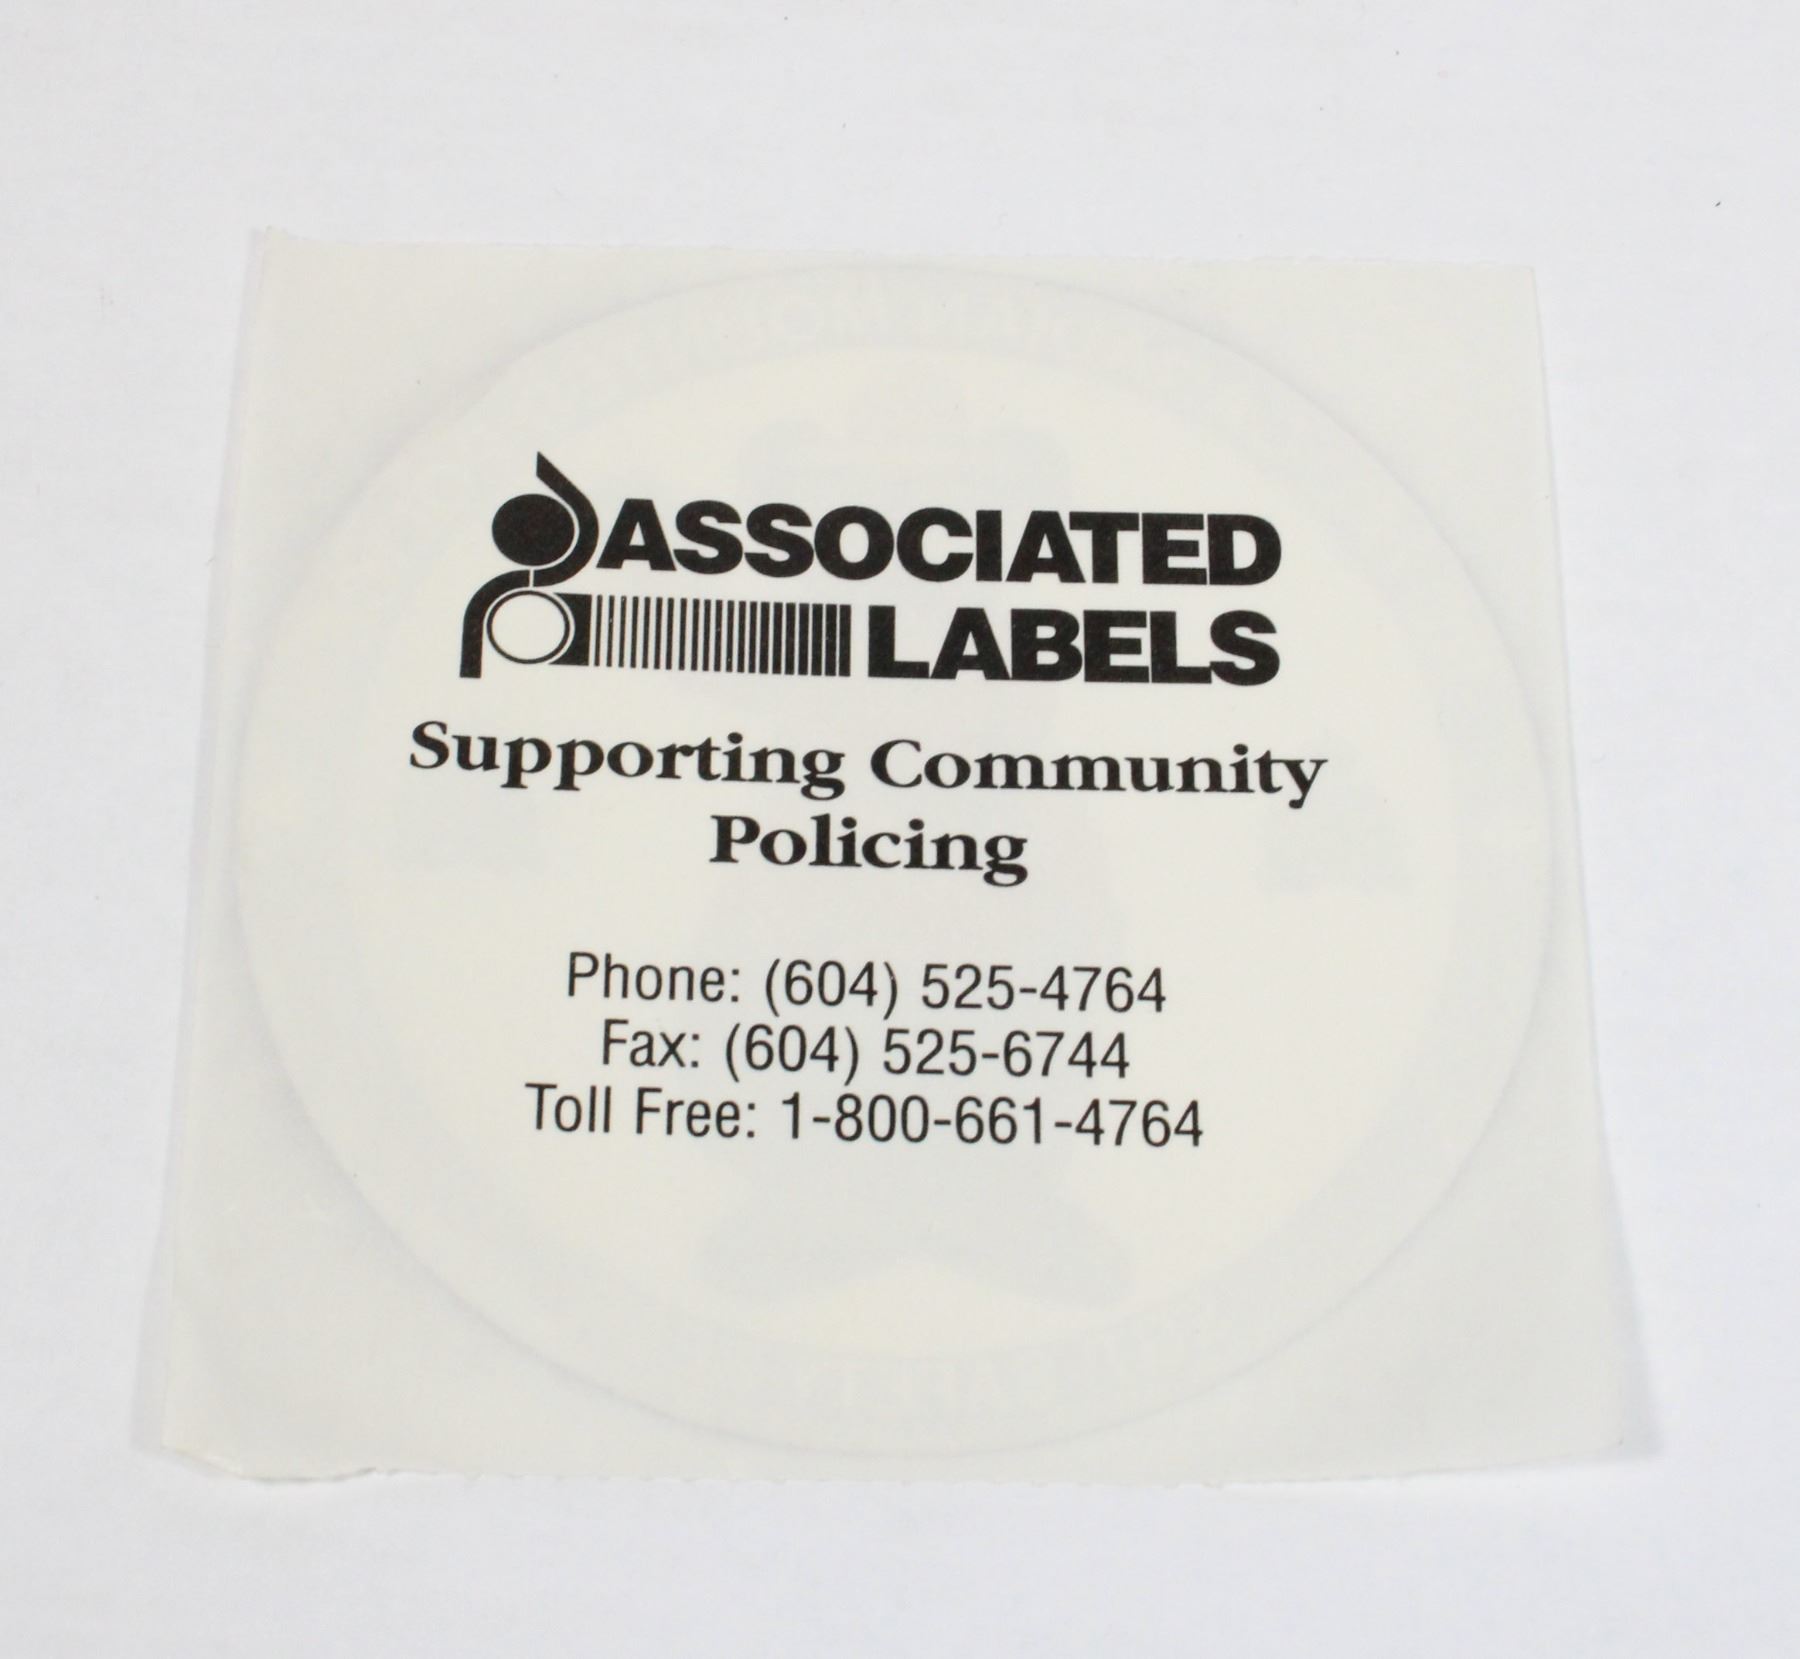 ASSOCIATED
LABELS
Supporting Community
Policing
Phone: (604) 525-4764
Fax: (604) 525-6744
Toll Free: 1-800-661-4764